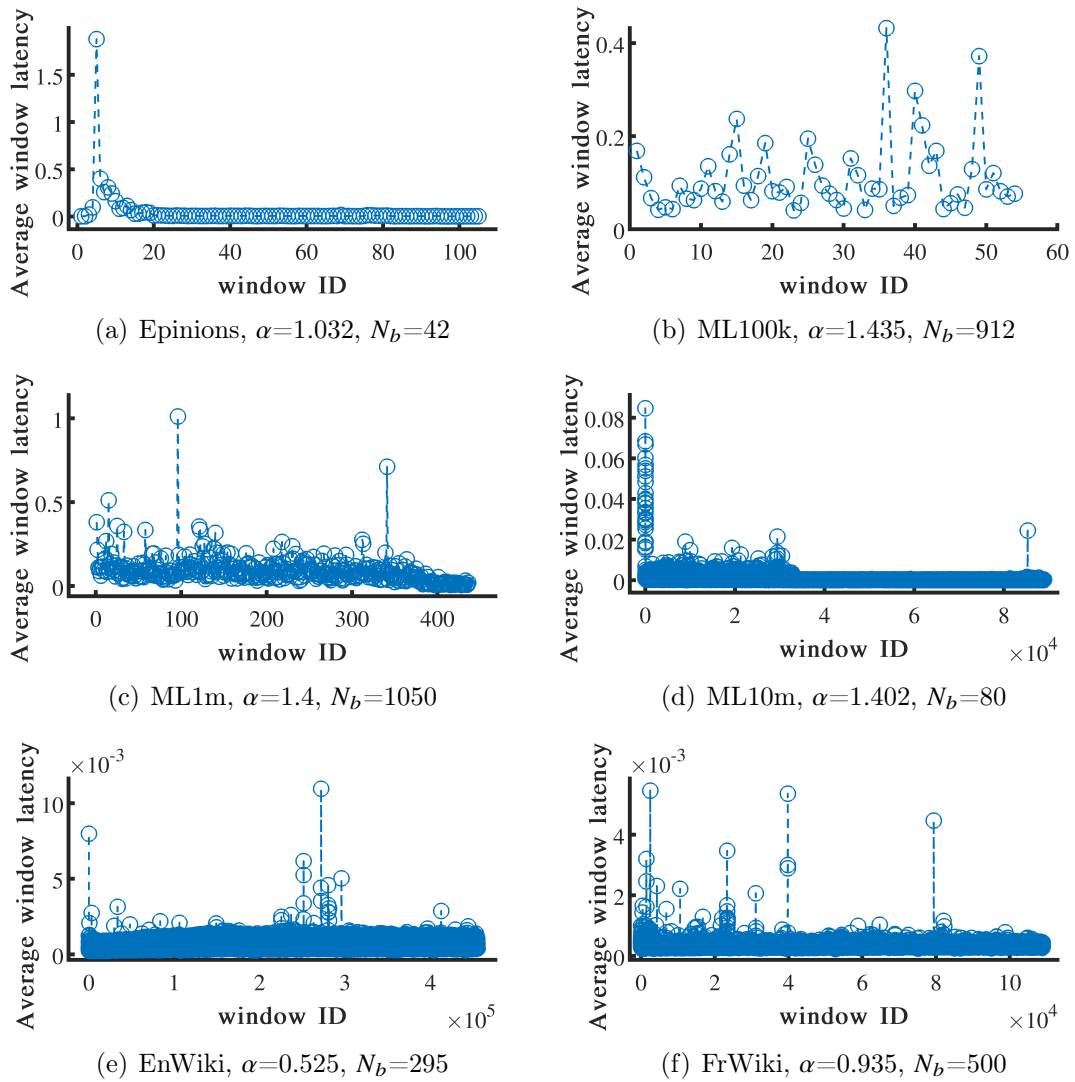 Average window latency
1.5
1
0.5
0
0 20 40 60 80 100
window ID
(a) Epinions, α=1.032, N_b=42
Average window latency
0.4
0.2
0
0 10 20 30 40 50 60
window ID
(b) ML100k, α=1.435, N_b=912
Average window latency
1
0.5
0
0 100 200 300 400
window ID
(c) ML1m, α=1.4, N_b=1050
Average window latency
0.08
0.06
0.04
0.02
0
0 2 4 6 8
window ID
×10^4
(d) ML10m, α=1.402, N_b=80
×10^-3
Average window latency
10
5
0
0 1 2 3 4
window ID
×10^5
(e) EnWiki, α=0.525, N_b=295
×10^-3
Average window latency
4
2
0
0 2 4 6 8 10
window ID
×10^4
(f) FrWiki, α=0.935, N_b=500